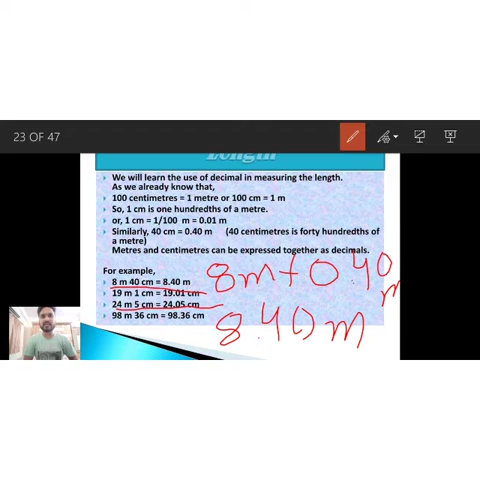 23 OF 47
Length
We will learn the use of decimal in measuring the length.
As we already know that,
100 centimetres = 1 metre or 100 cm = 1 m
So, 1 cm is one hundredths of a metre.
or, 1 cm = 1/100 m = 0.01 m
Similarly, 40 cm = 0.40 m (40 centimetres is forty hundredths of
a metre)
Metres and centimetres can be expressed together as decimals.
For example,
8 m 40 cm = 8.40 m
19 m 1 cm = 19.01 cm
24 m 5 cm = 24.05 cm
98 m 36 cm = 98.36 cm
8m + 0.40
m
8.40 m